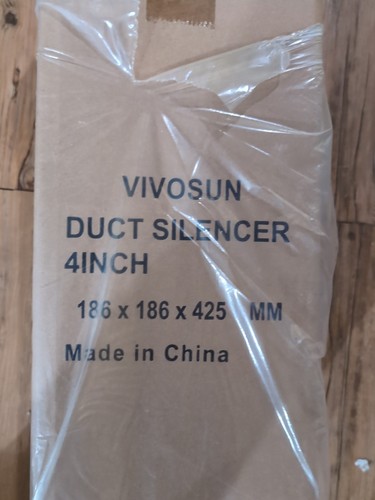 VIVOSUN
DUCT SILENCER
4INCH
186 x 186 x 425 MM
Made in China